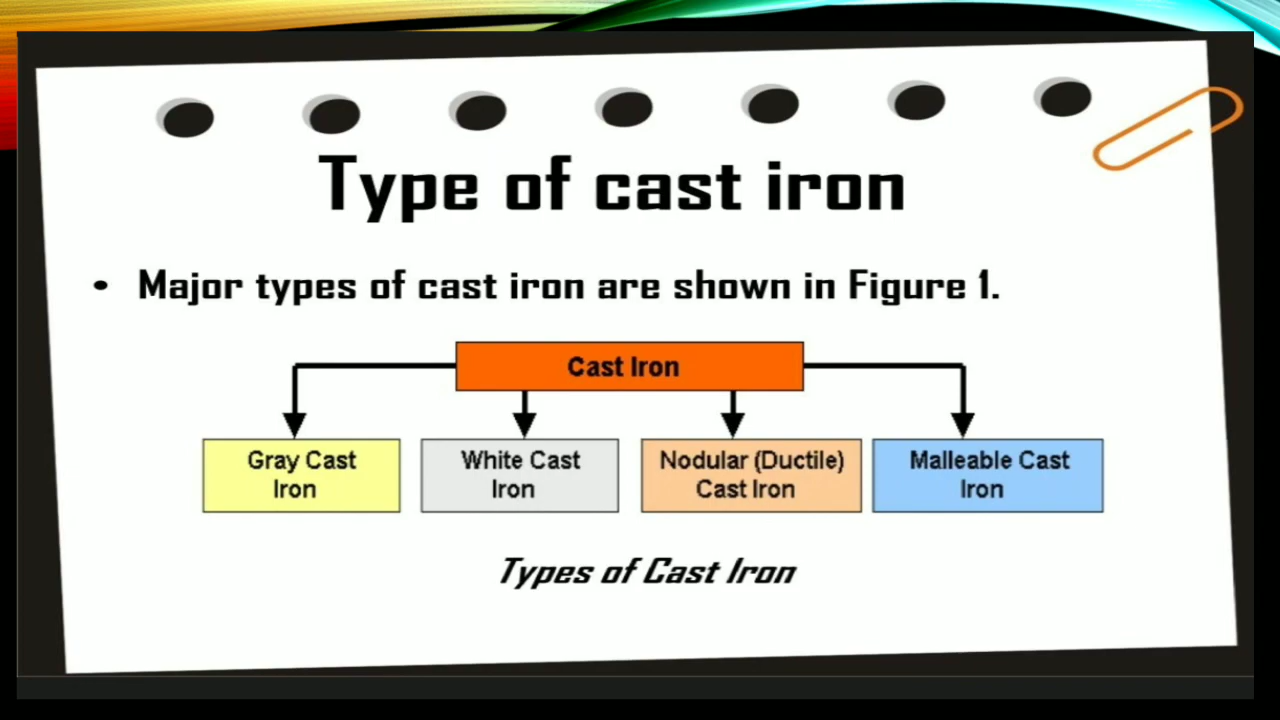 Type of cast iron
• Major types of cast iron are shown in Figure 1.
Cast Iron
Gray Cast
Iron
White Cast
Iron
Nodular (Ductile)
Cast Iron
Malleable Cast
Iron
Types of Cast Iron